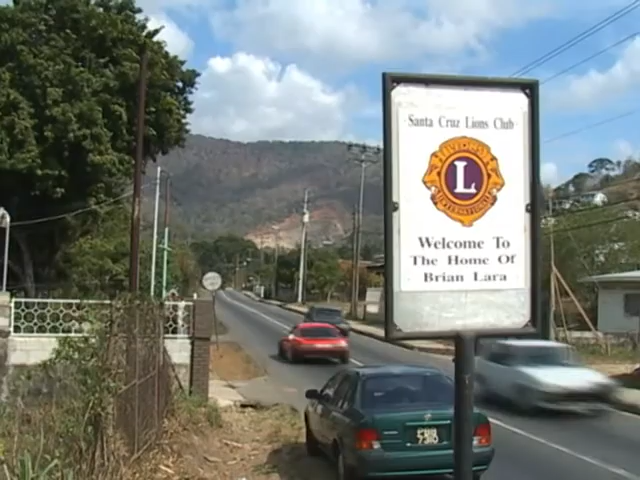 Santa Cruz Lions Club
LIONS
L
INTERNATIONAL
Welcome To
The Home Of
Brian Lara